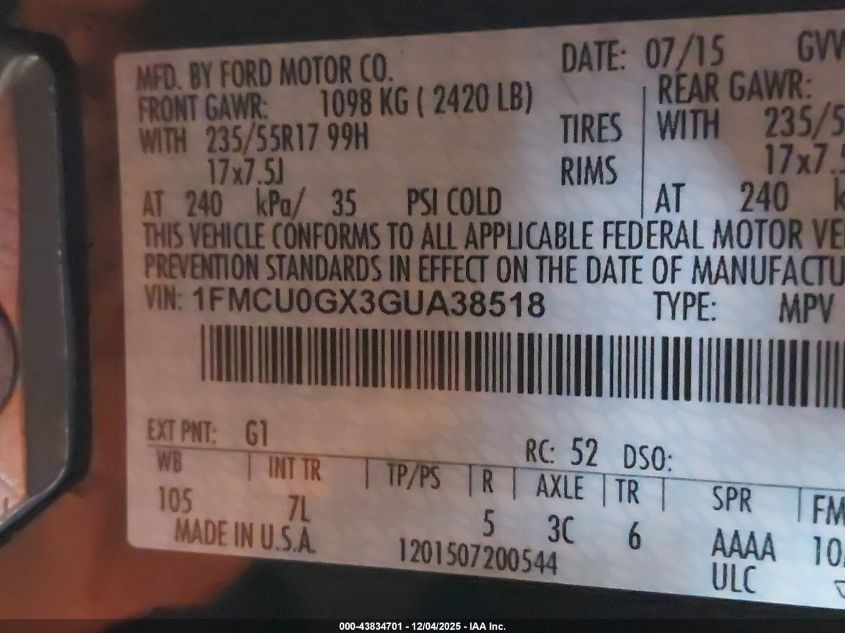 MFD. BY FORD MOTOR CO. DATE: 07/15
FRONT GAWR: 1098 KG ( 2420 LB) REAR GAWR:
WITH 235/55R17 99H TIRES WITH
17x7.5J RIMS
AT 240 kPa/ 35 PSI COLD AT 240
THIS VEHICLE CONFORMS TO ALL APPLICABLE FEDERAL MOTOR
PREVENTION STANDARDS IN EFFECT ON THE DATE OF
VIN: 1FMCU0GX3GUA38518 TYPE: MPV
EXT PNT: G1 RC: 52 DSO:
WB INT TR TP/PS R AXLE TR SPR
105 7L 5 3C 6 AAAA
MADE IN U.S.A. 1201507200544 ULC
000-43834701 - 12/04/2025 - IAA Inc.